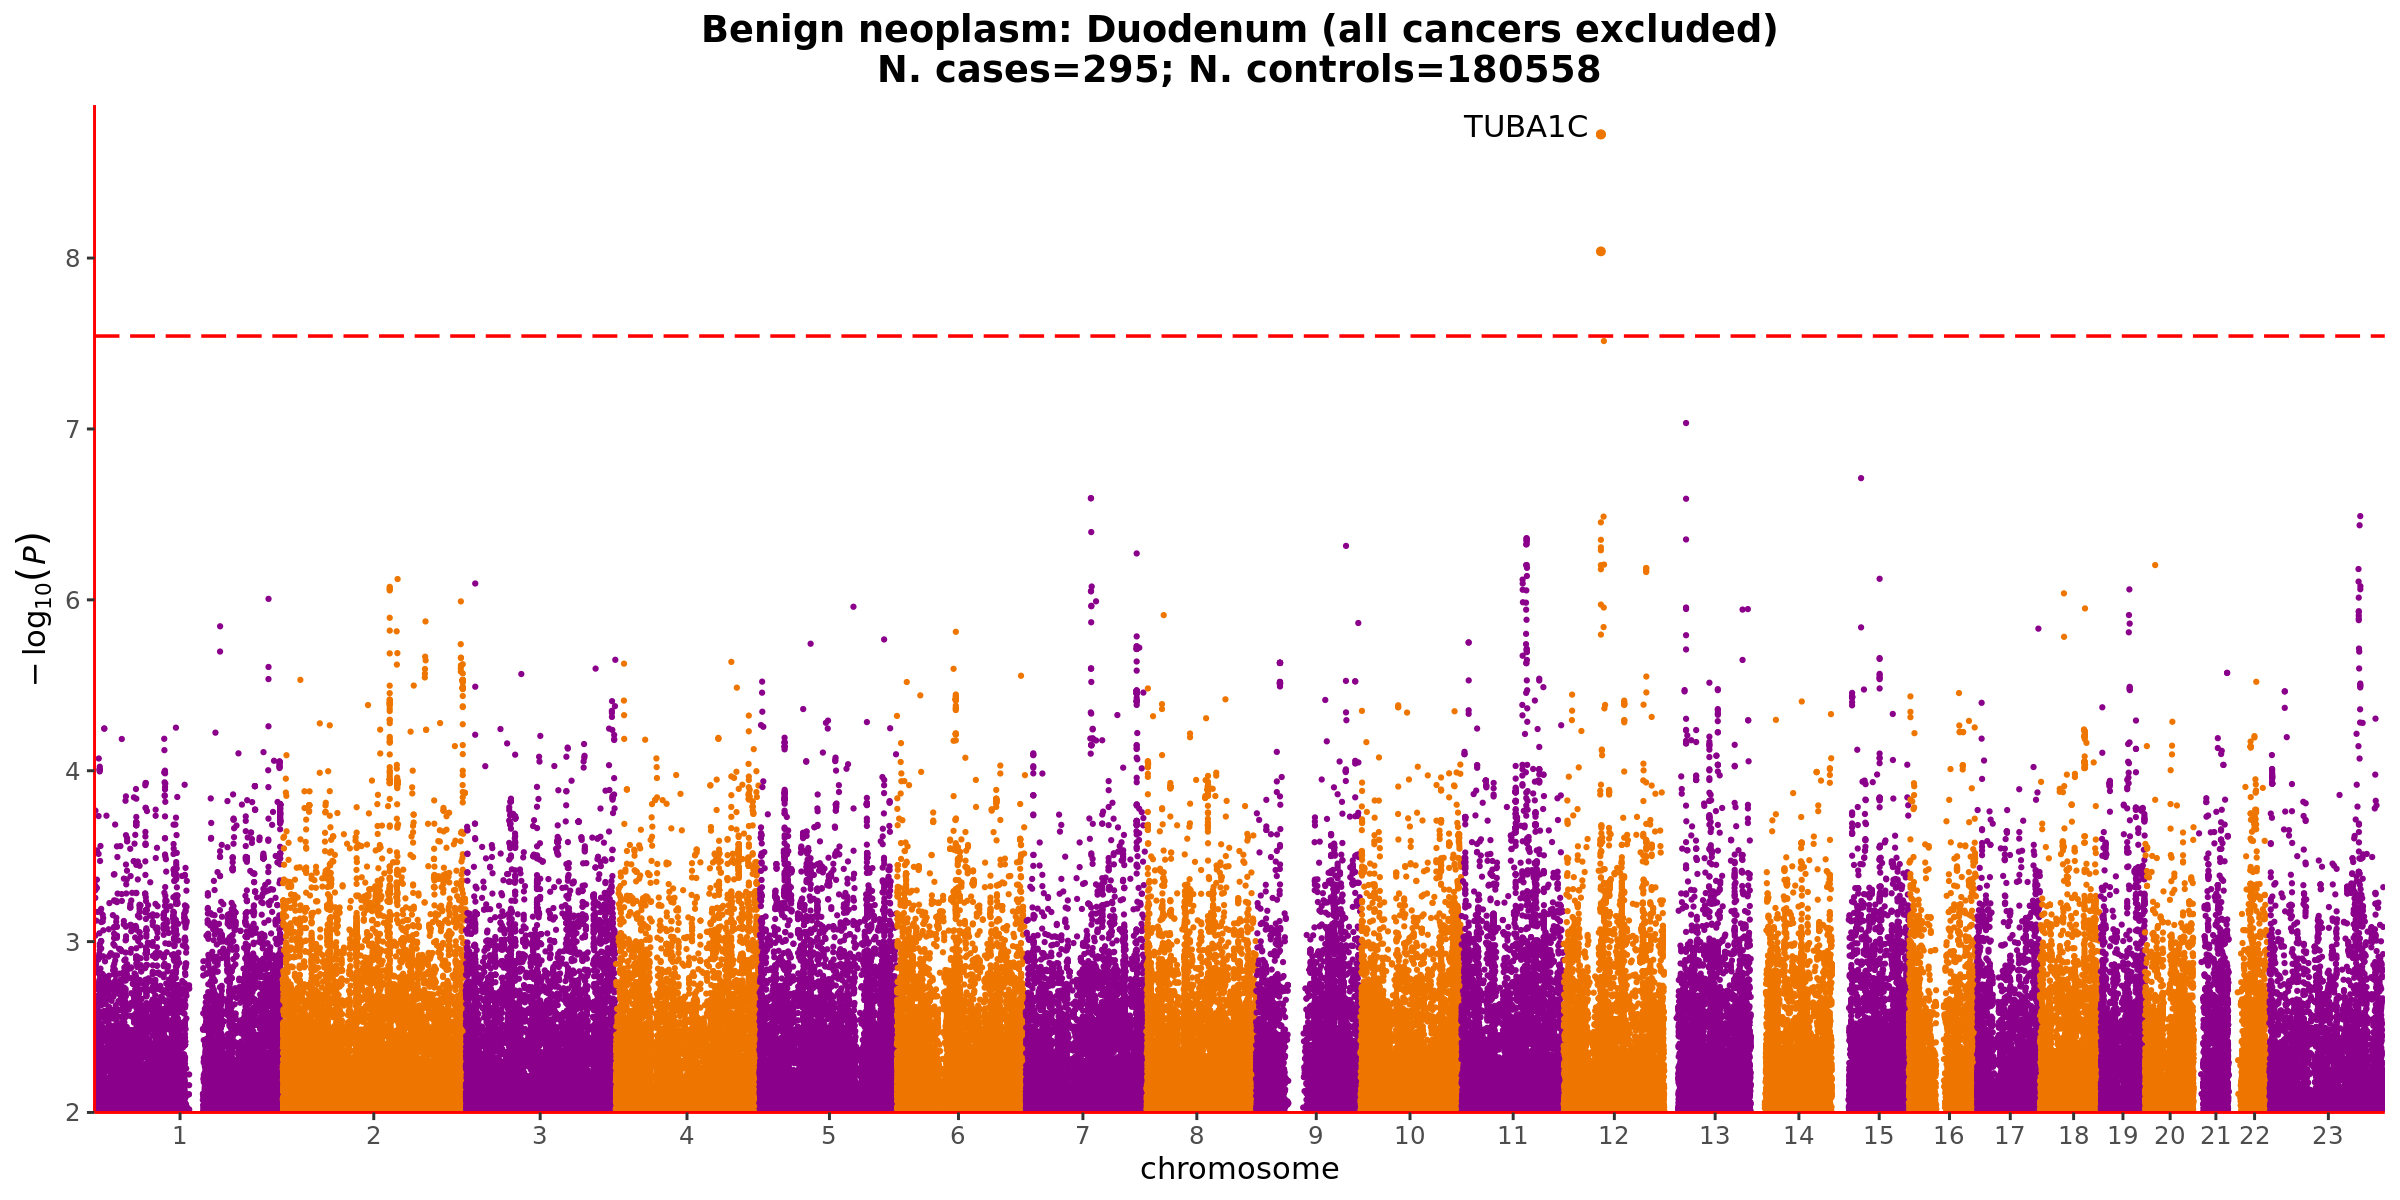 Benign neoplasm: Duodenum (all cancers excluded)
N. cases=295; N. controls=180558
TUBA1C
8
7
6
5
4
3
2
− log10(P)
1 2 3 4 5 6 7 8 9 10 11 12 13 14 15 16 17 18 19 20 21 22 23
chromosome